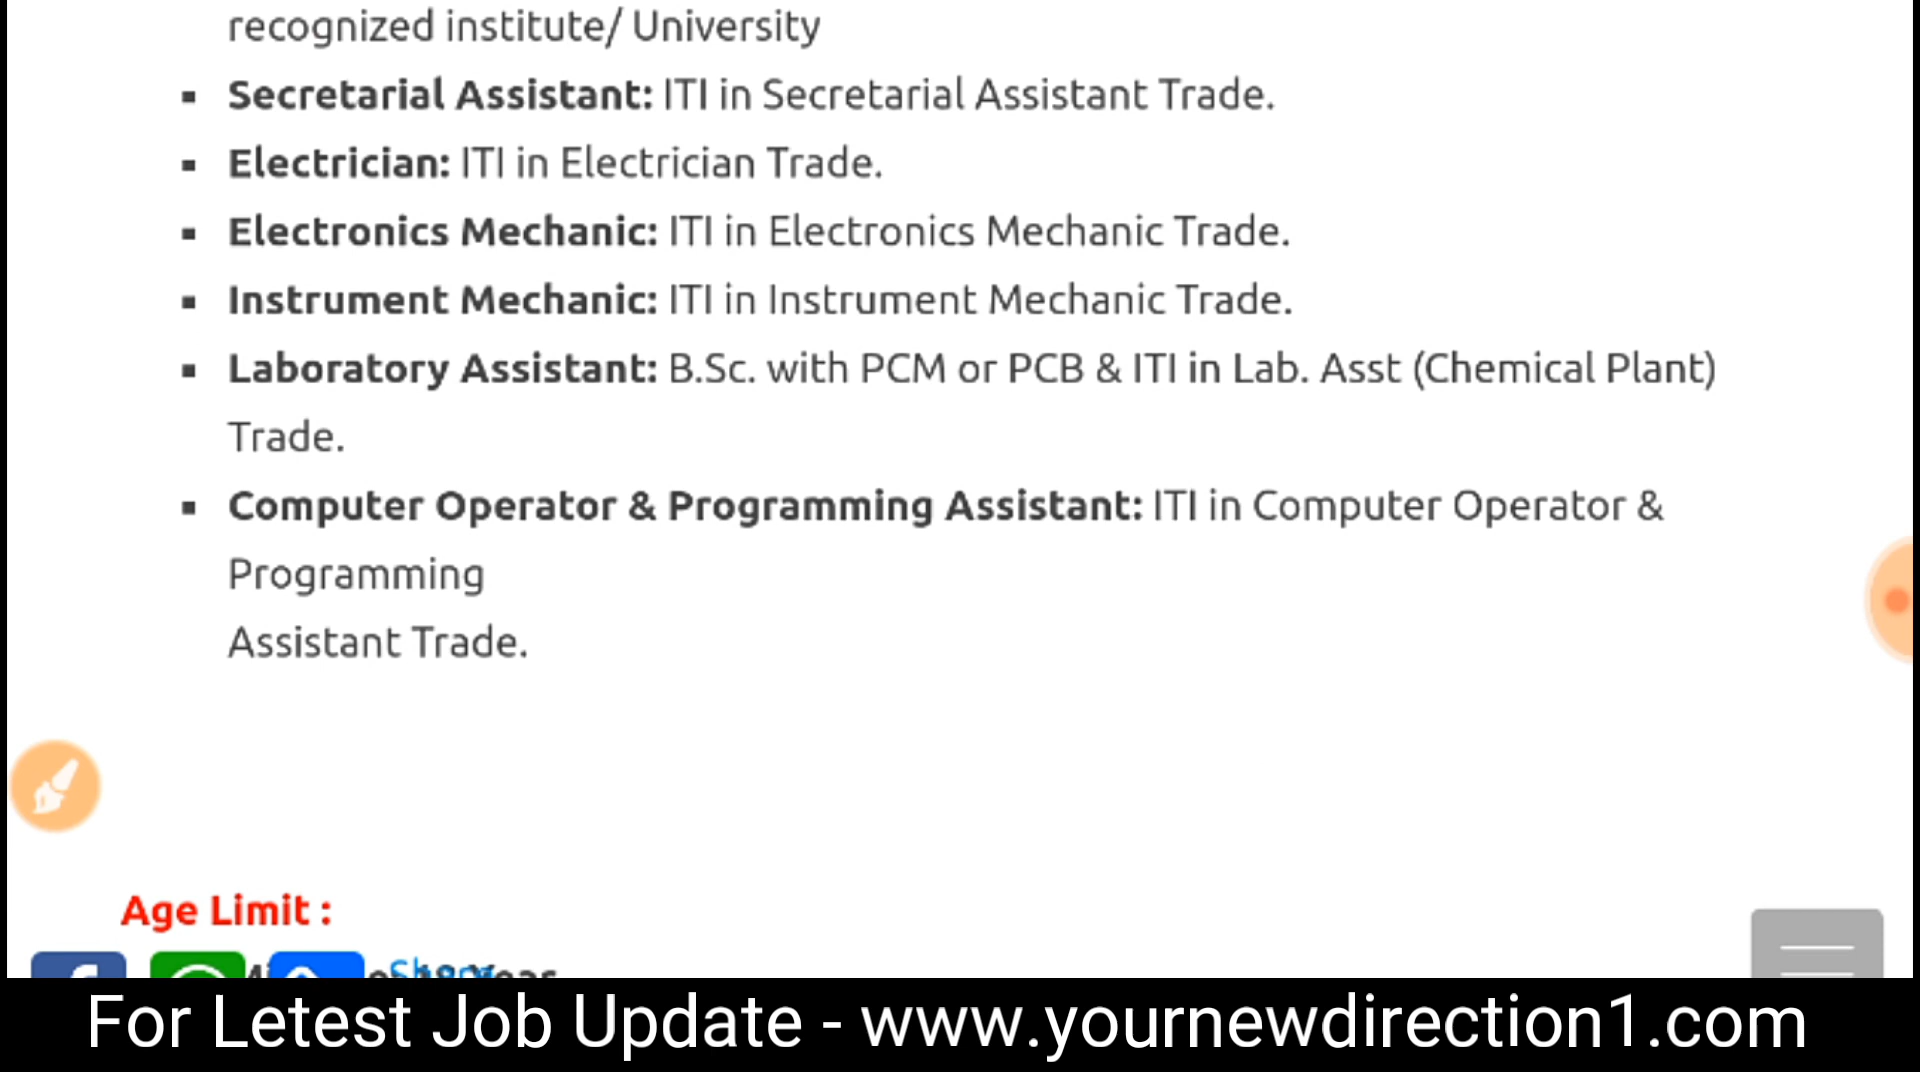 recognized institute/ University
▪ Secretarial Assistant: ITI in Secretarial Assistant Trade.
▪ Electrician: ITI in Electrician Trade.
▪ Electronics Mechanic: ITI in Electronics Mechanic Trade.
▪ Instrument Mechanic: ITI in Instrument Mechanic Trade.
▪ Laboratory Assistant: B.Sc. with PCM or PCB & ITI in Lab. Asst (Chemical Plant)
Trade.
▪ Computer Operator & Programming Assistant: ITI in Computer Operator &
Programming
Assistant Trade.
Age Limit :
Share
For Letest Job Update - www.yournewdirection1.com